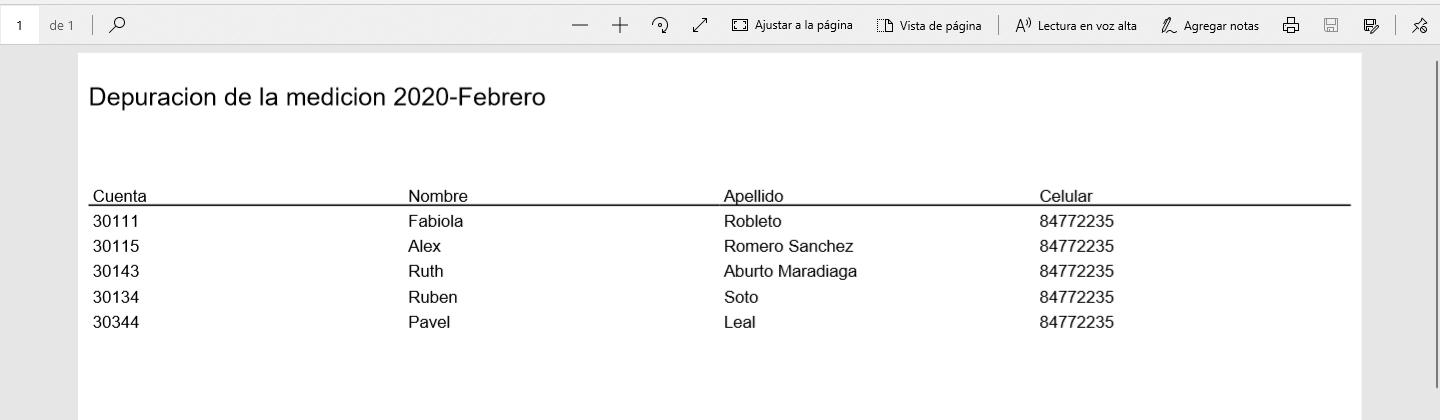 1 de 1 Ajustar a la página Vista de página Lectura en voz alta Agregar notas
Depuracion de la medicion 2020-Febrero
Cuenta Nombre Apellido Celular
30111 Fabiola Robleto 84772235
30115 Alex Romero Sanchez 84772235
30143 Ruth Aburto Maradiaga 84772235
30134 Ruben Soto 84772235
30344 Pavel Leal 84772235